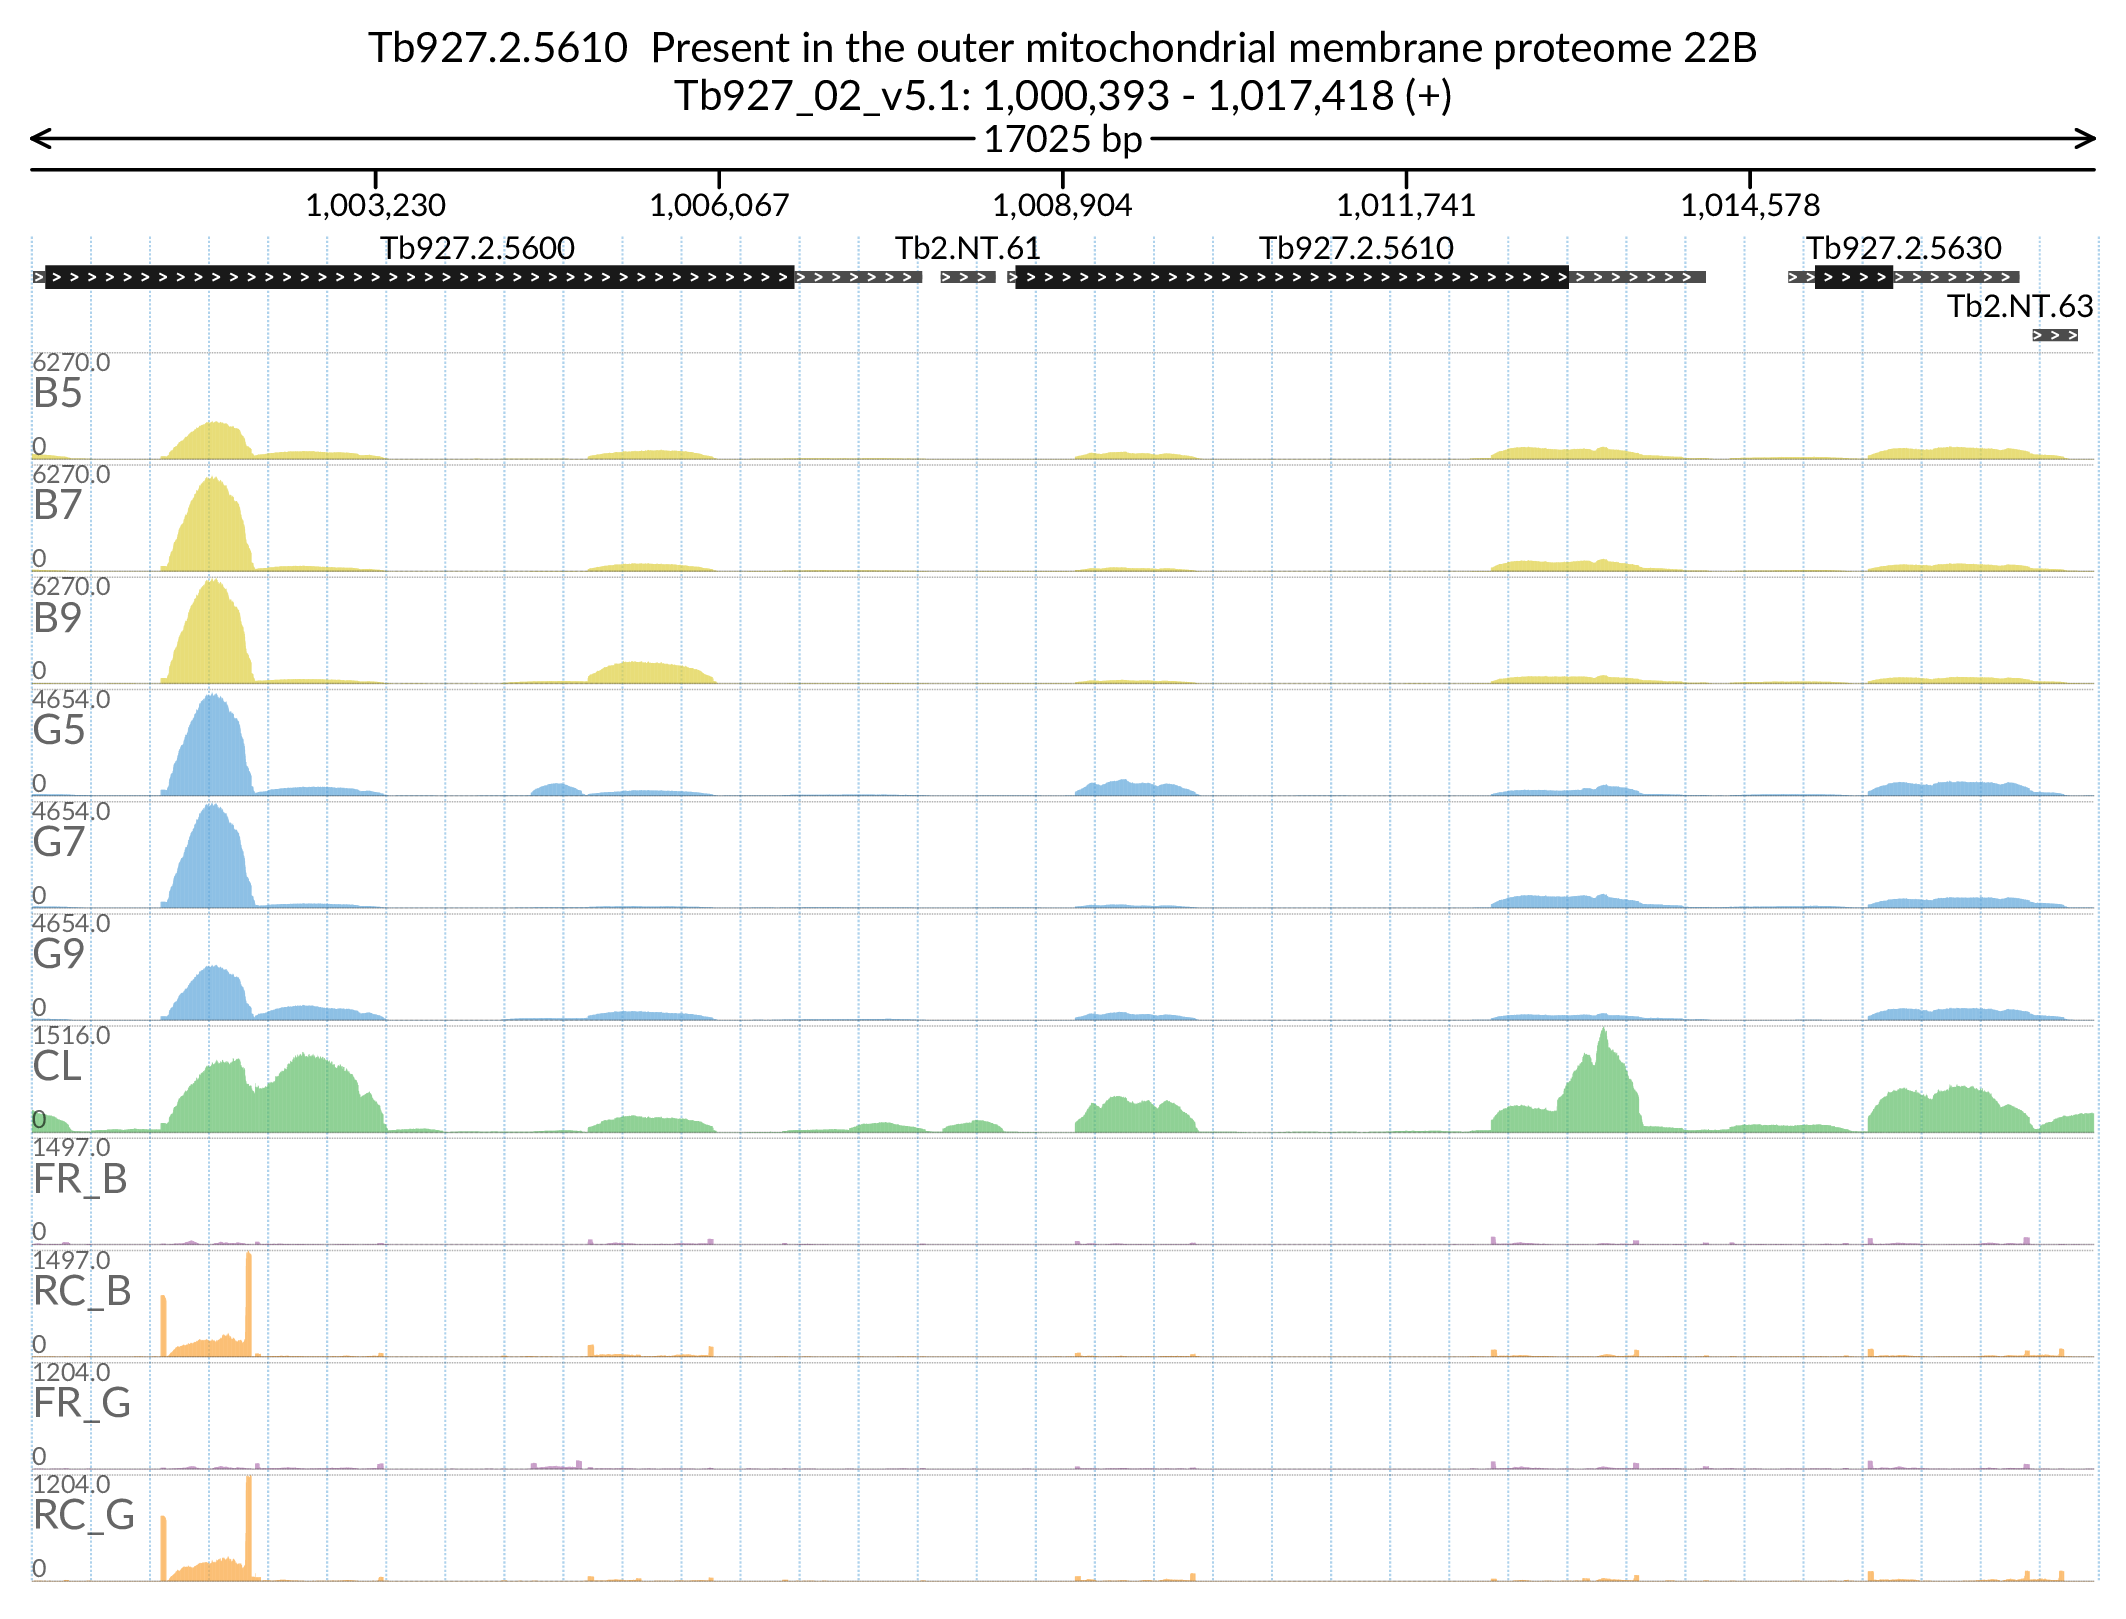 Tb927.2.5610  Present in the outer mitochondrial membrane proteome 22B
Tb927_02_v5.1: 1,000,393 - 1,017,418 (+)
17025 bp
1,003,230 1,006,067 1,008,904 1,011,741 1,014,578
Tb927.2.5600 Tb2.NT.61 Tb927.2.5610 Tb927.2.5630
Tb2.NT.63
6270.0
B5
0
6270.0
B7
0
6270.0
B9
0
4654.0
G5
0
4654.0
G7
0
4654.0
G9
0
1516.0
CL
0
1497.0
FR_B
0
1497.0
RC_B
0
1204.0
FR_G
0
1204.0
RC_G
0